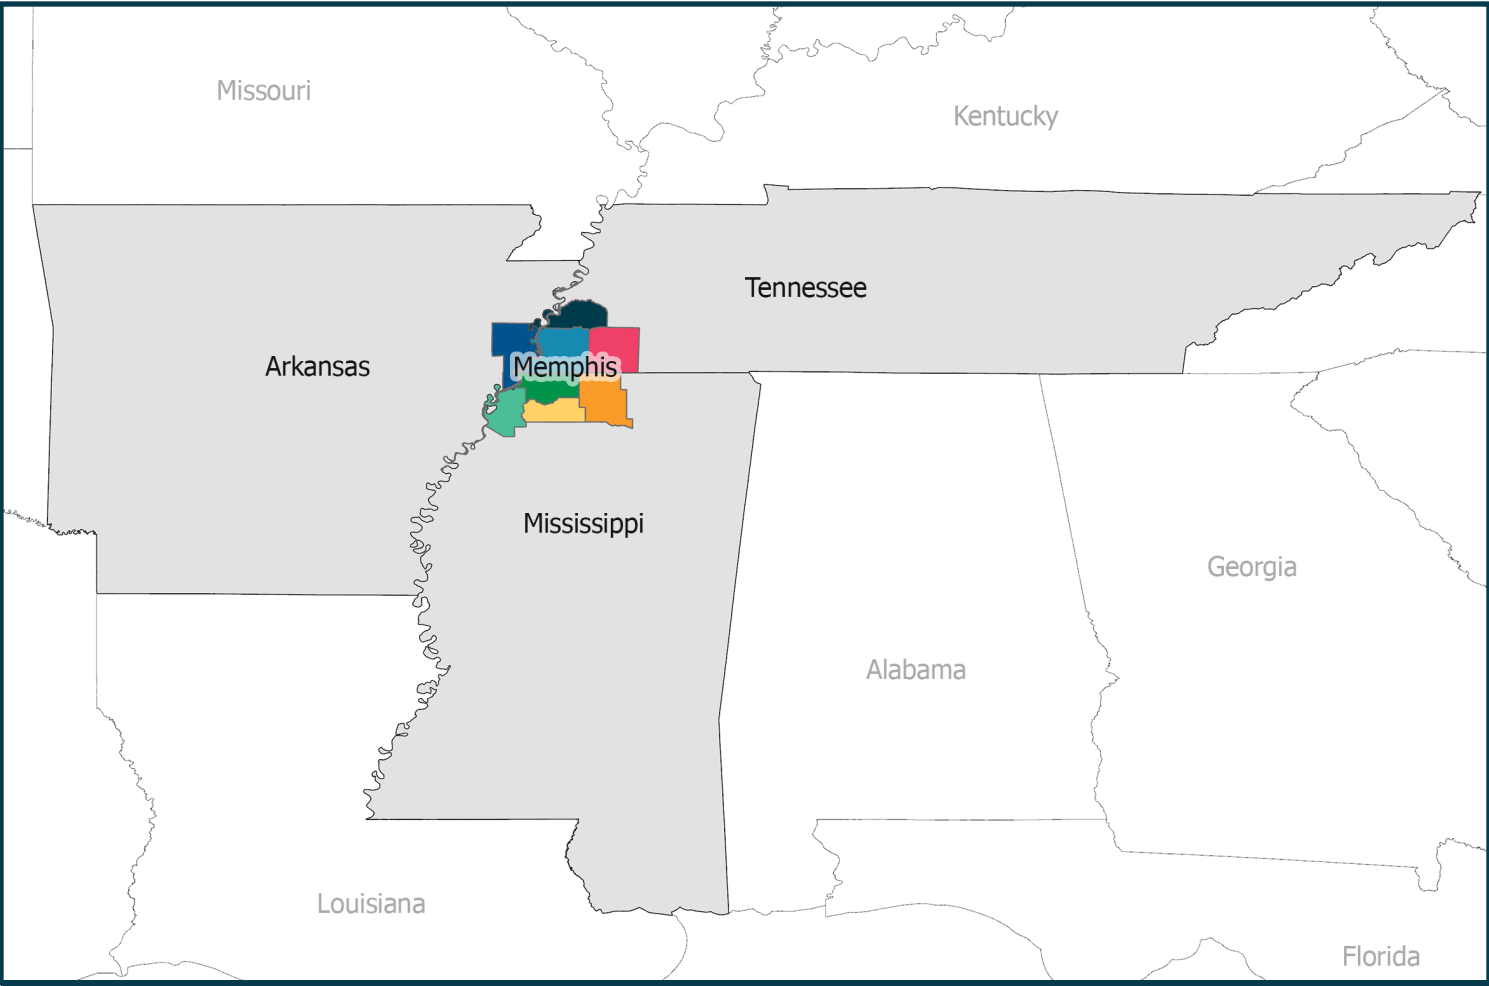 Missouri
Kentucky
Tennessee
Arkansas
Memphis
Mississippi
Georgia
Alabama
Louisiana
Florida